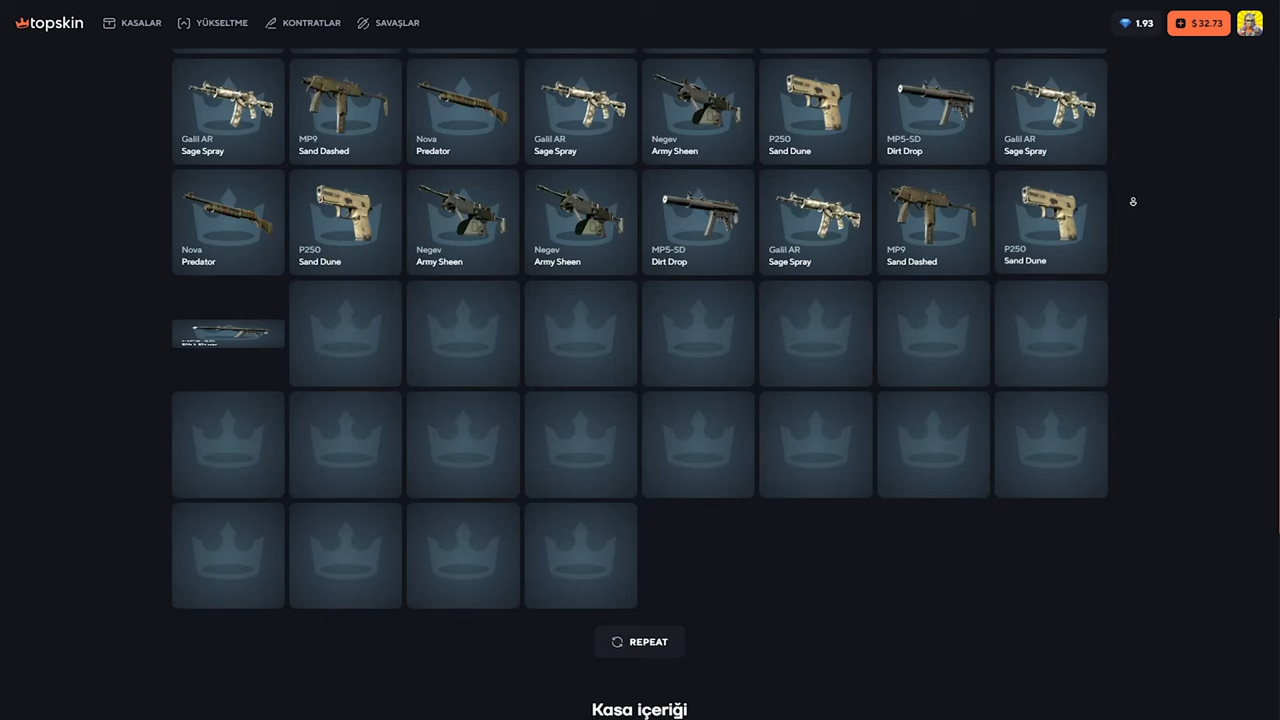 topskin
KASALAR
YÜKSELTME
KONTRATLAR
SAVAŞLAR
1.93
$ 32.73
Galil AR
Sage Spray
MP9
Sand Dashed
Nova
Predator
Galil AR
Sage Spray
Negev
Army Sheen
P250
Sand Dune
MP5-SD
Dirt Drop
Galil AR
Sage Spray
Nova
Predator
P250
Sand Dune
Negev
Army Sheen
Negev
Army Sheen
MP5-SD
Dirt Drop
Galil AR
Sage Spray
MP9
Sand Dashed
P250
Sand Dune
REPEAT
Kasa içeriği